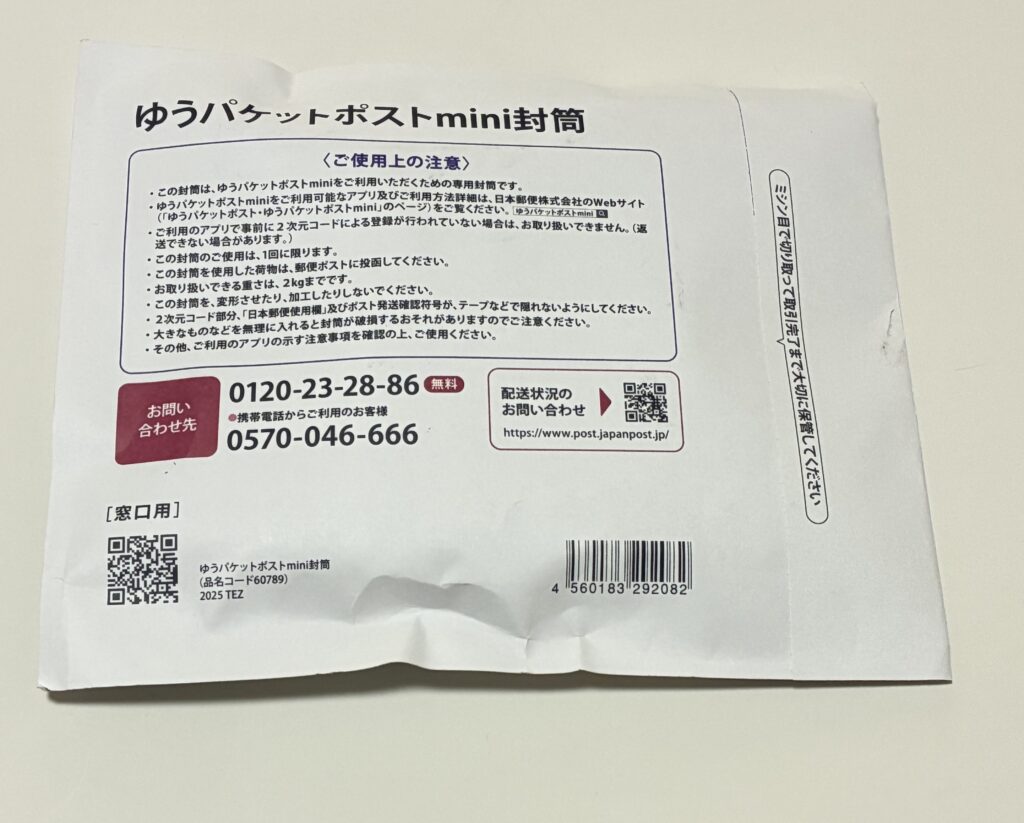 ゆうパケットポストmini封筒
〈ご使用上の注意〉
・この封筒は、ゆうパケットポストminiをご利用いただくための専用封筒です。
・ゆうパケットポストminiをご利用可能なアプリ及びご利用方法詳細は、日本郵便株式会社のWebサイト
（「ゆうパケットポスト・ゆうパケットポストmini」のページ）をご覧ください。 ゆうパケットポストmini
・ご利用のアプリで事前に２次元コードによる登録が行われていない場合は、お取り扱いできません。（返
送できない場合があります。）
・この封筒のご使用は、1回に限ります。
・この封筒を使用した荷物は、郵便ポストに投函してください。
・お取り扱いできる重さは、２kgまでです。
・この封筒を、変形させたり、加工したりしないでください。
・２次元コード部分、「日本郵便使用欄」及びポスト発送確認符号が、テープなどで隠れないようにしてください。
・大きなものなどを無理に入れると封筒が破損するおそれがありますのでご注意ください。
・その他、ご利用のアプリの示す注意事項を確認の上、ご使用ください。
お問い
合わせ先
0120-23-28-86 無料
●携帯電話からご利用のお客様
0570-046-666
配送状況の
お問い合わせ
https://www.post.japanpost.jp/
［窓口用］
ゆうパケットポストmini封筒
（品名コード60789）
2025 TEZ
4 560183 292082
ミシン目で切り取って取引完了まで大切に保管してください